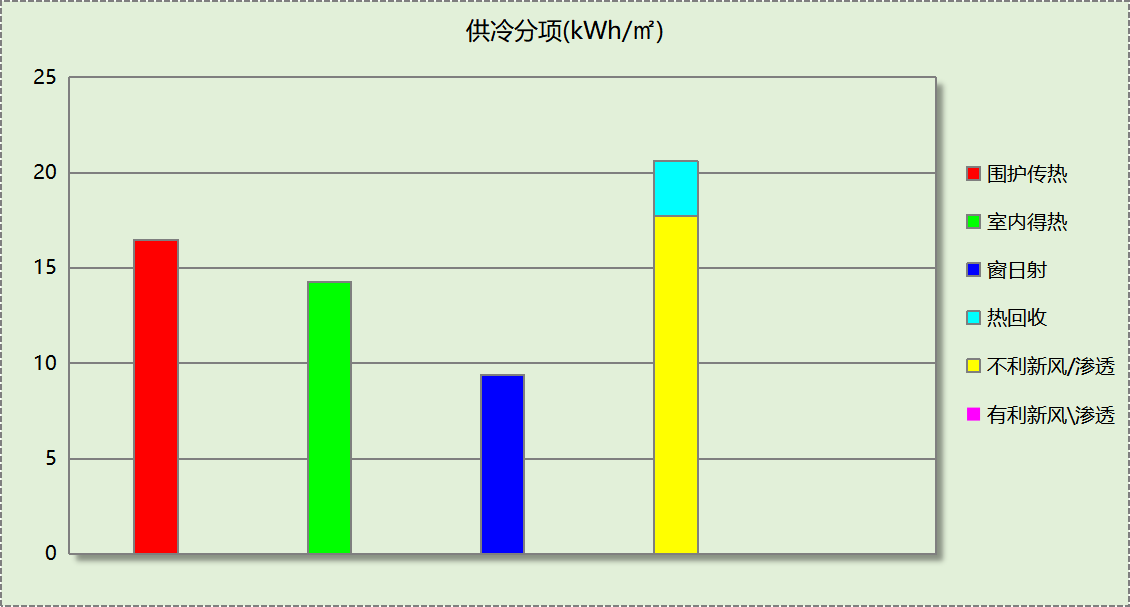 供冷分项(kWh/㎡)
25
20
15
10
5
0
围护传热
室内得热
窗日射
热回收
不利新风/渗透
有利新风\渗透